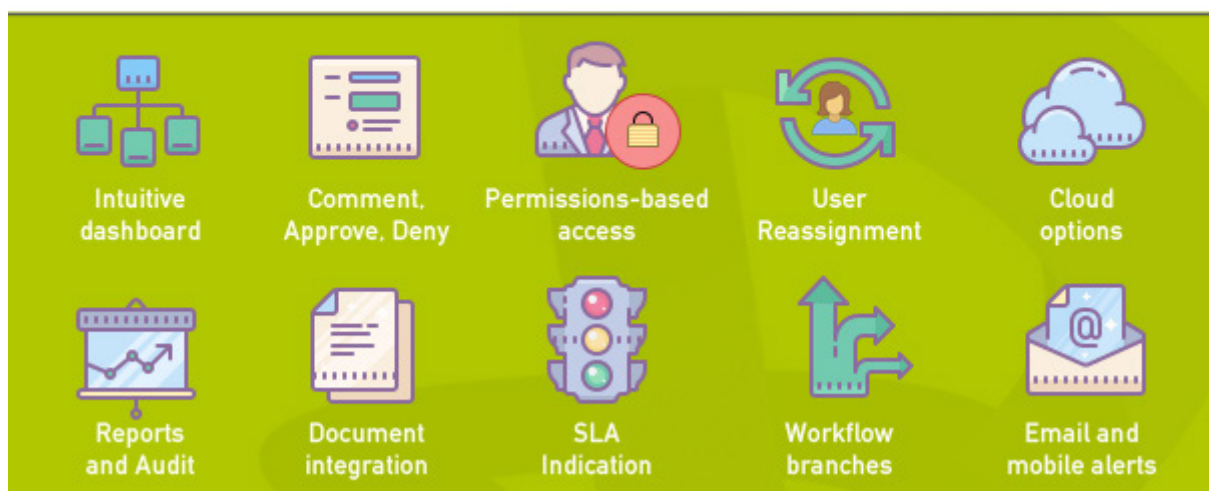 Intuitive
dashboard
Comment,
Approve, Deny
Permissions-based
access
User
Reassignment
Cloud
options
@
Reports
and Audit
Document
integration
SLA
Indication
Workflow
branches
Email and
mobile alerts